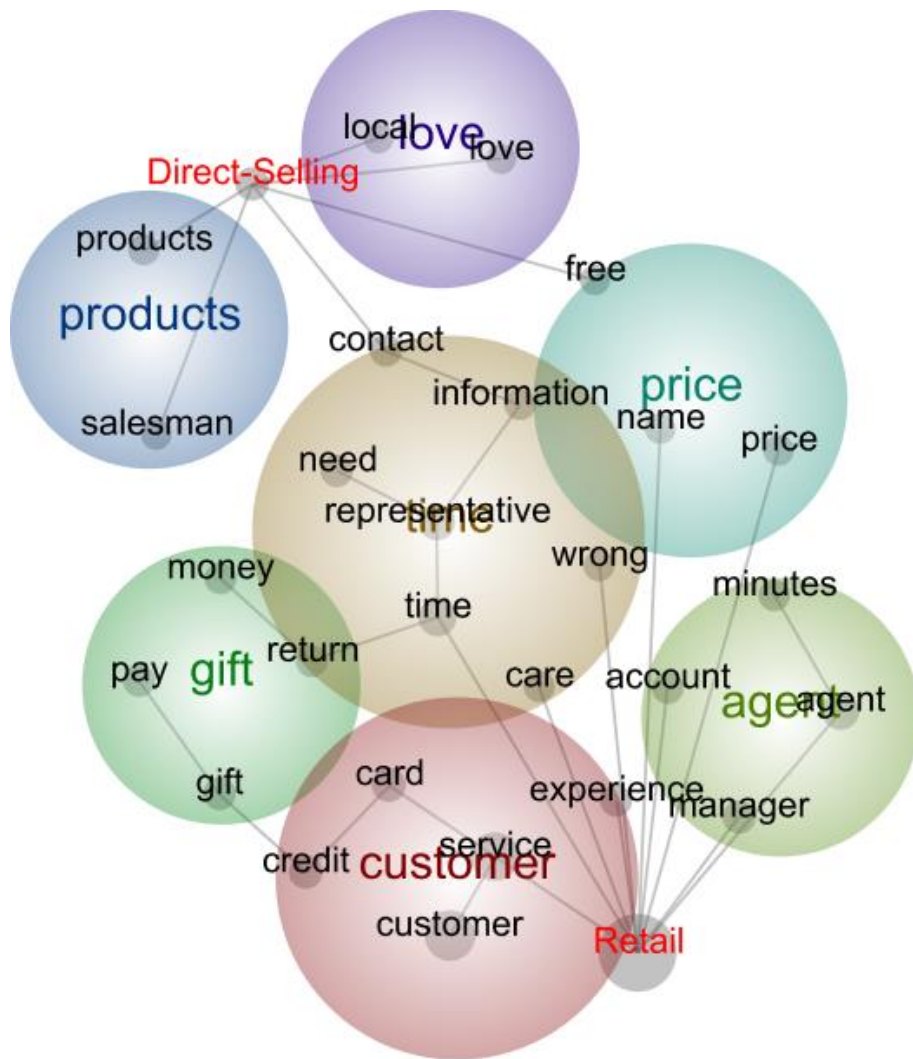 local
love
love
Direct-Selling
products
free
products
contact
price
information
name
salesman
price
need
representative
time
wrong
money
minutes
time
return
gift
pay
care
account
agent
agent
card
gift
experience
manager
service
credit
customer
customer
Retail